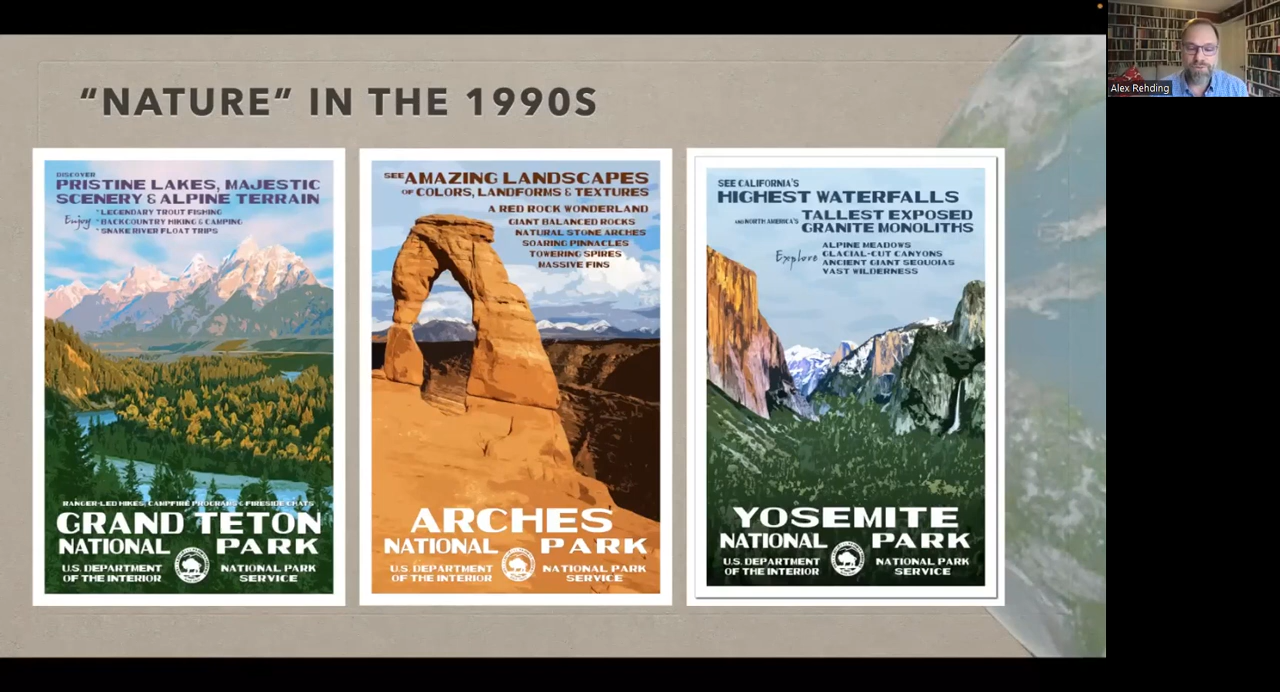 “NATURE“ IN THE 1990S
DISCOVER
PRISTINE LAKES, MAJESTIC
SCENERY & ALPINE TERRAIN
Enjoy
* LEGENDARY TROUT FISHING
* BACKCOUNTRY HIKING & CAMPING
* SNAKE RIVER FLOAT TRIPS
RANGER-LED HIKES, CAMPFIRE PROGRAMS & FIRESIDE CHATS
GRAND TETON
NATIONAL PARK
U.S. DEPARTMENT
OF THE INTERIOR
NATIONAL PARK
SERVICE
SEE AMAZING LANDSCAPES
OF COLORS, LANDFORMS & TEXTURES
A RED ROCK WONDERLAND
GIANT BALANCED ROCKS
NATURAL STONE ARCHES
SOARING PINNACLES
TOWERING SPIRES
MASSIVE FINS
ARCHES
NATIONAL PARK
U.S. DEPARTMENT
OF THE INTERIOR
NATIONAL PARK
SERVICE
SEE CALIFORNIA'S
HIGHEST WATERFALLS
AND NORTH AMERICA'S TALLEST EXPOSED
GRANITE MONOLITHS
Explore
ALPINE MEADOWS
GLACIAL-CUT CANYONS
ANCIENT GIANT SEQUOIAS
VAST WILDERNESS
YOSEMITE
NATIONAL PARK
U.S. DEPARTMENT
OF THE INTERIOR
NATIONAL PARK
SERVICE
Alex Rehding